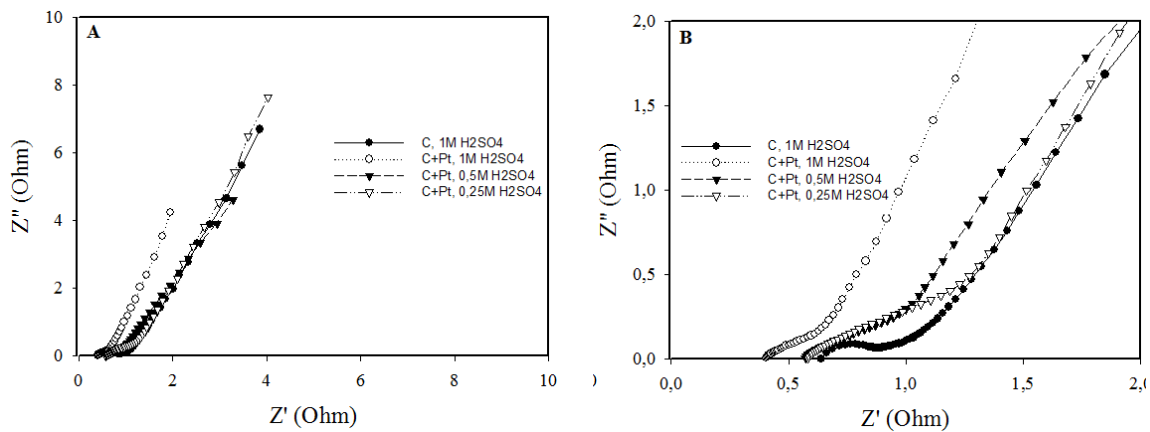 A
10
8
6
4
2
0
Z'' (Ohm)
C, 1M H2SO4
C+Pt, 1M H2SO4
C+Pt, 0,5M H2SO4
C+Pt, 0,25M H2SO4
0 2 4 6 8 10
Z' (Ohm)
B
2,0
1,5
1,0
0,5
0,0
Z'' (Ohm)
C, 1M H2SO4
C+Pt, 1M H2SO4
C+Pt, 0,5M H2SO4
C+Pt, 0,25M H2SO4
0,0 0,5 1,0 1,5 2,0
Z' (Ohm)